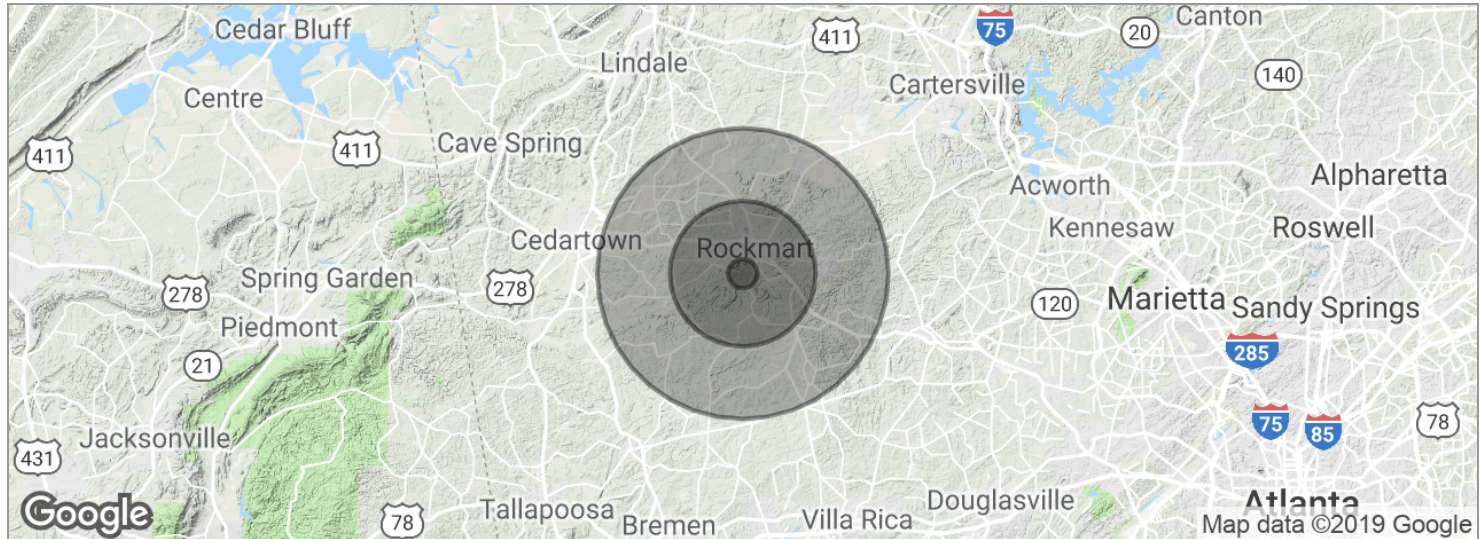 Cedar Bluff
75
Canton
20
411
Lindale
140
Cartersville
Centre
411
411
Cave Spring
Acworth
Alpharetta
Kennesaw
Roswell
Cedartown
Rockmart
Spring Garden
278
278
120
Marietta
Sandy Springs
Piedmont
285
21
75
85
78
Jacksonville
431
Tallapoosa
Douglasville
Atlanta
Google
78
Bremen
Villa Rica
Map data ©2019 Google